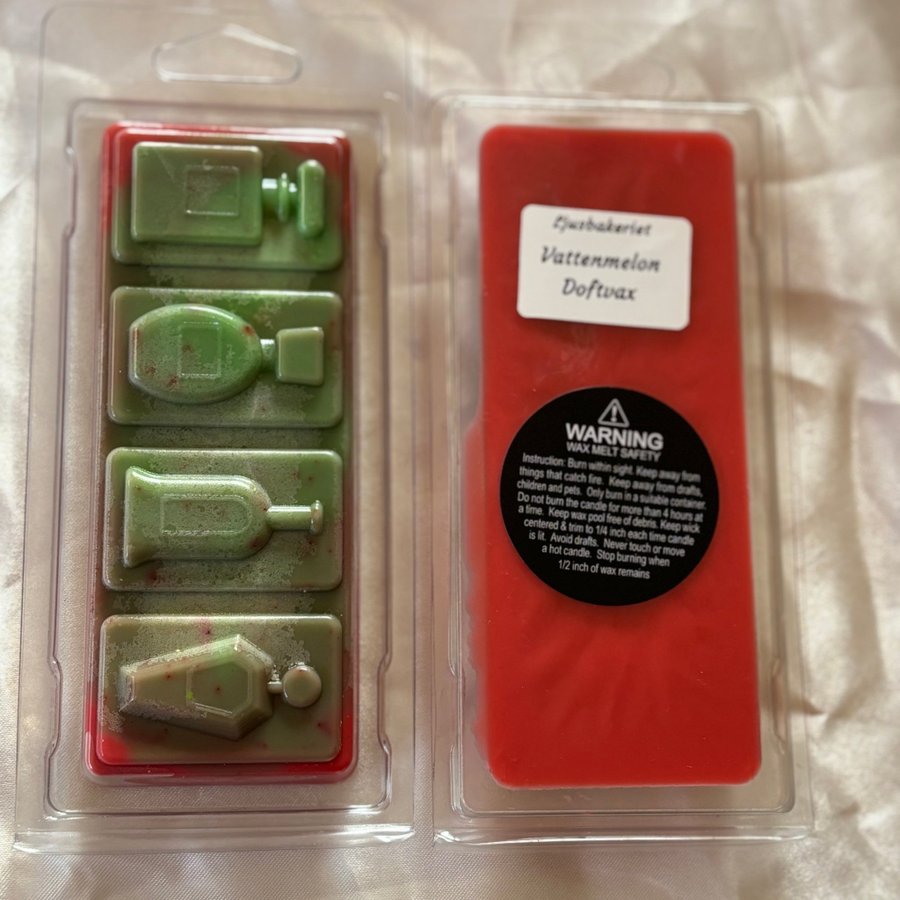 Ljusbakeriet
Vattenmelon
Doftvax
WARNING
WAX MELT SAFETY
Instruction: Burn within sight. Keep away from
things that catch fire. Keep away from drafts,
children and pets. Only burn in a suitable container.
Do not burn the candle for more than 4 hours at
a time. Keep wax pool free of debris. Keep wick
centered & trim to 1/4 inch each time candle
is lit. Avoid drafts. Never touch or move
a hot candle. Stop burning when
1/2 inch of wax remains